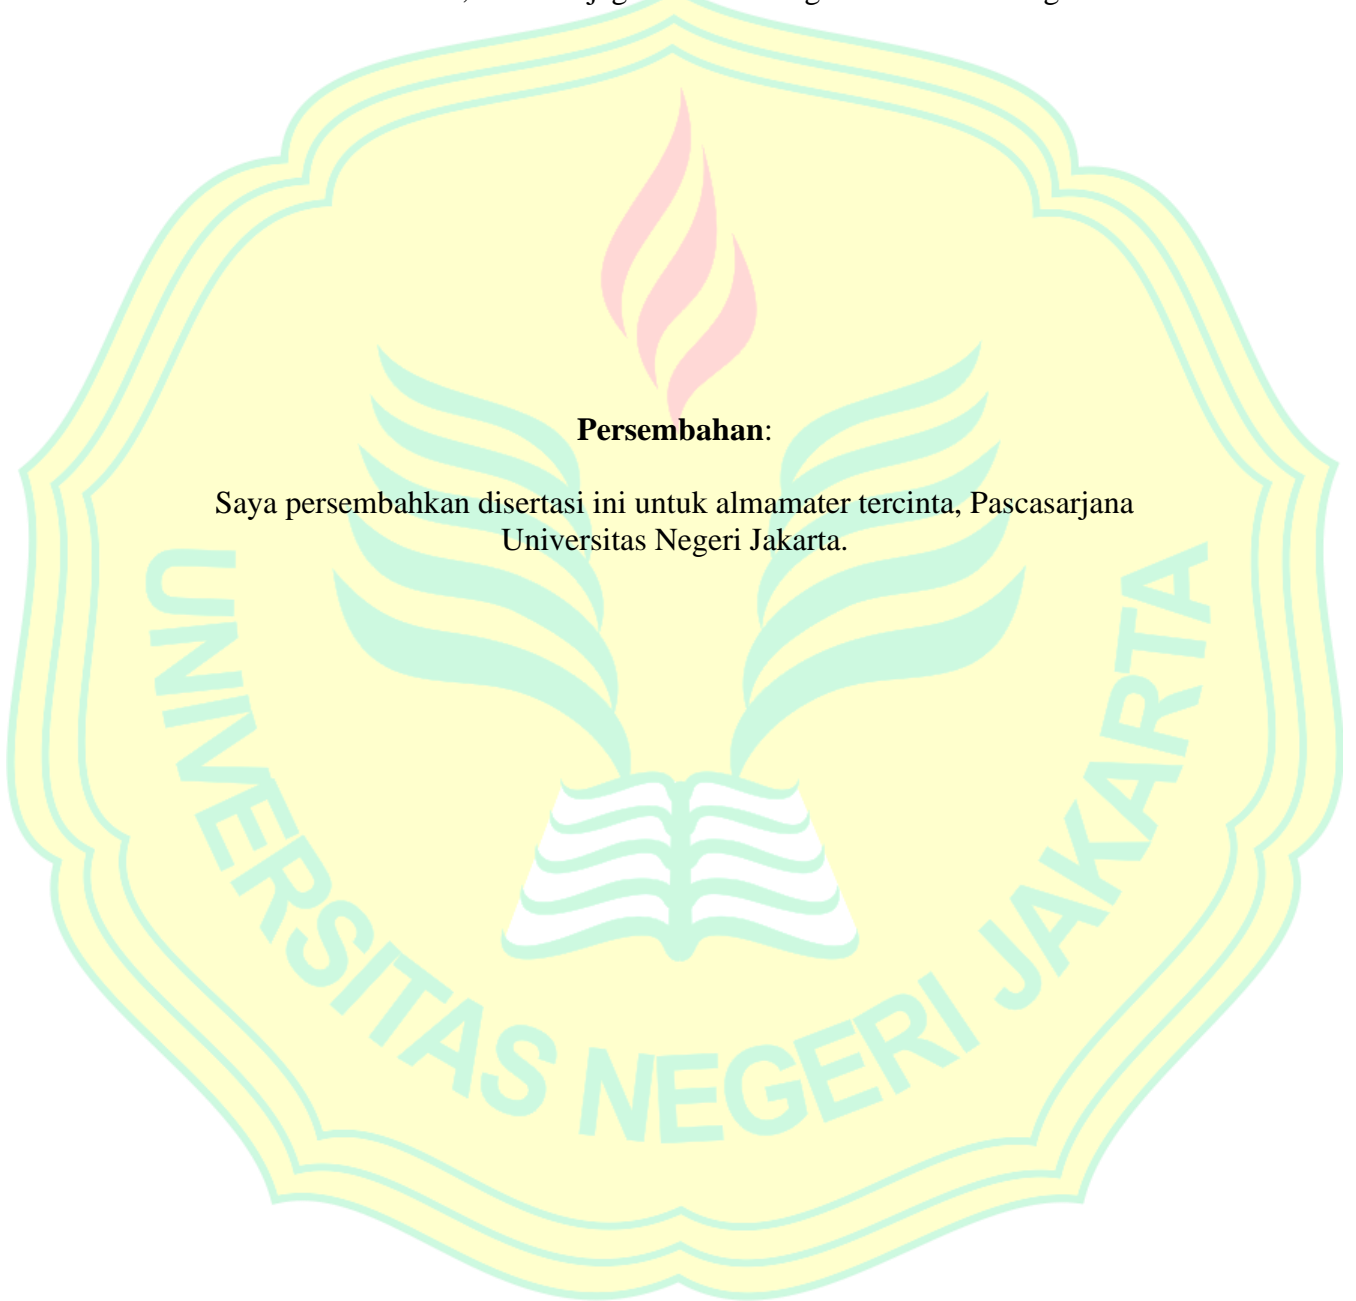 Persembahan:
Saya persembahkan disertasi ini untuk almamater tercinta, Pascasarjana
Universitas Negeri Jakarta.
UNIVERSITAS NEGERI JAKARTA